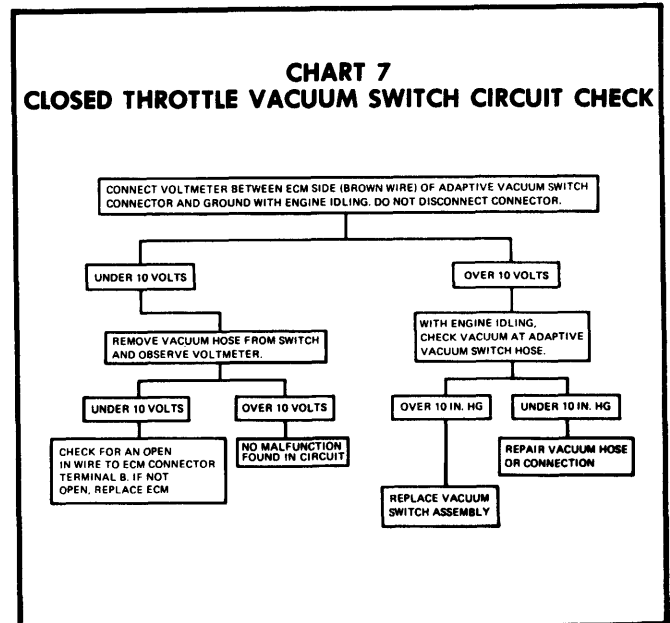 CHART 7
CLOSED THROTTLE VACUUM SWITCH CIRCUIT CHECK
CONNECT VOLTMETER BETWEEN ECM SIDE (BROWN WIRE) OF ADAPTIVE VACUUM SWITCH
CONNECTOR AND GROUND WITH ENGINE IDLING. DO NOT DISCONNECT CONNECTOR.
UNDER 10 VOLTS
OVER 10 VOLTS
REMOVE VACUUM HOSE FROM SWITCH
AND OBSERVE VOLTMETER.
WITH ENGINE IDLING,
CHECK VACUUM AT ADAPTIVE
VACUUM SWITCH HOSE.
UNDER 10 VOLTS
OVER 10 VOLTS
OVER 10 IN. HG
UNDER 10 IN. HG
CHECK FOR AN OPEN
IN WIRE TO ECM CONNECTOR
TERMINAL B. IF NOT
OPEN, REPLACE ECM
NO MALFUNCTION
FOUND IN CIRCUIT
REPAIR VACUUM HOSE
OR CONNECTION
REPLACE VACUUM
SWITCH ASSEMBLY